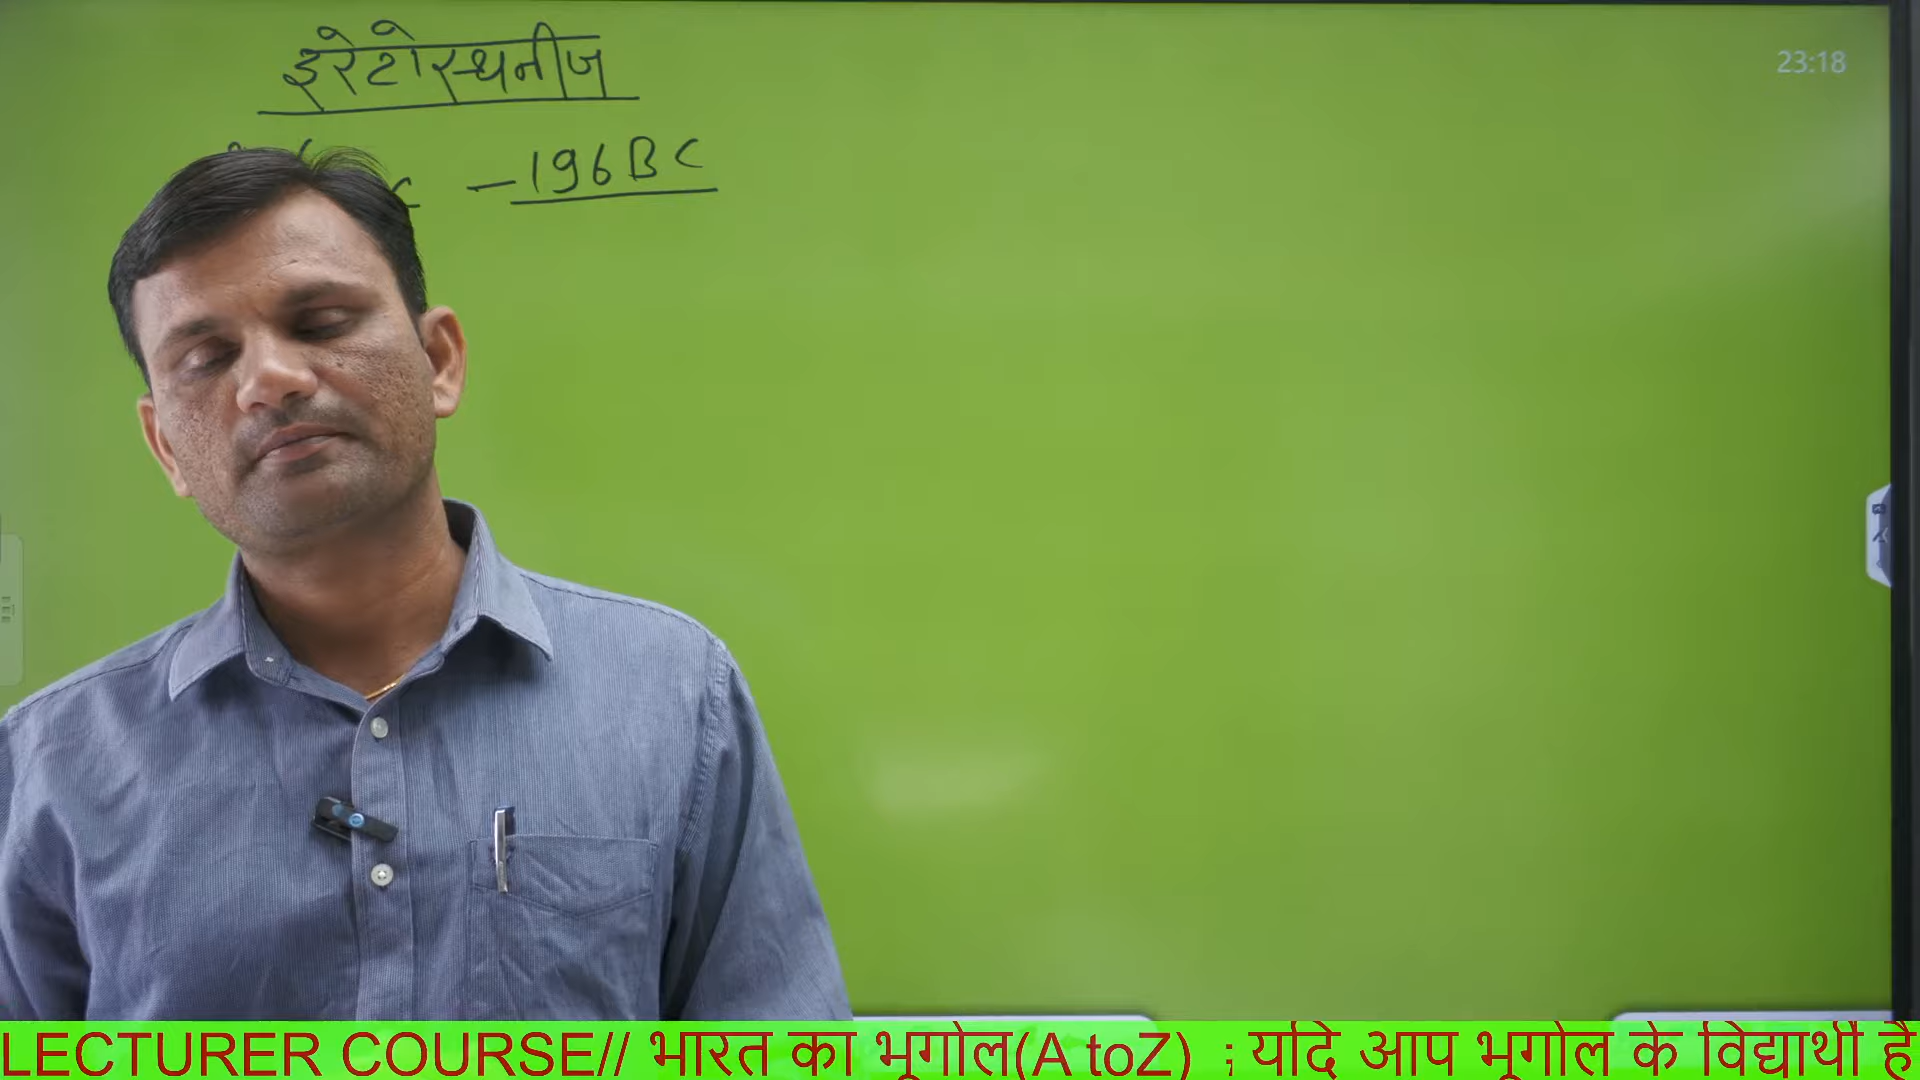 इरेटोस्थनीज
23:18
– 196 BC
LECTURER COURSE// भारत का भूगोल(A toZ) ; यदि आप भूगोल के विद्यार्थी है